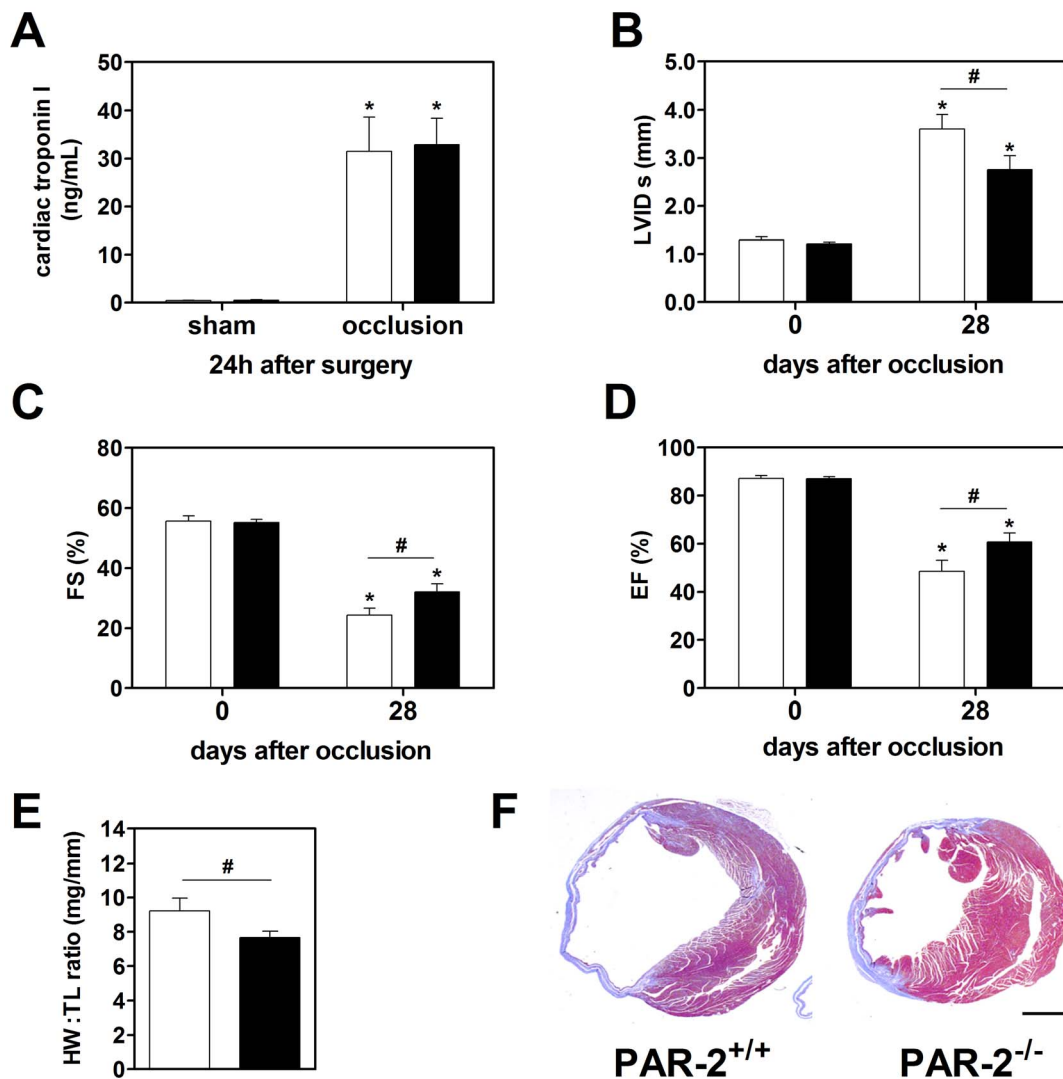 A
cardiac troponin I
(ng/mL)
50
40
30
20
10
0
* *
sham occlusion
24h after surgery
B
LVID s (mm)
5.0
4.0
3.0
2.0
1.0
0.0
#
*
*
0 28
days after occlusion
C
FS (%)
80
60
40
20
0
#
*
*
0 28
days after occlusion
D
EF (%)
100
80
60
40
20
0
#
*
*
0 28
days after occlusion
E
HW:TL ratio (mg/mm)
14
12
10
8
6
4
2
0
#
F
PAR-2+/+ PAR-2-/-